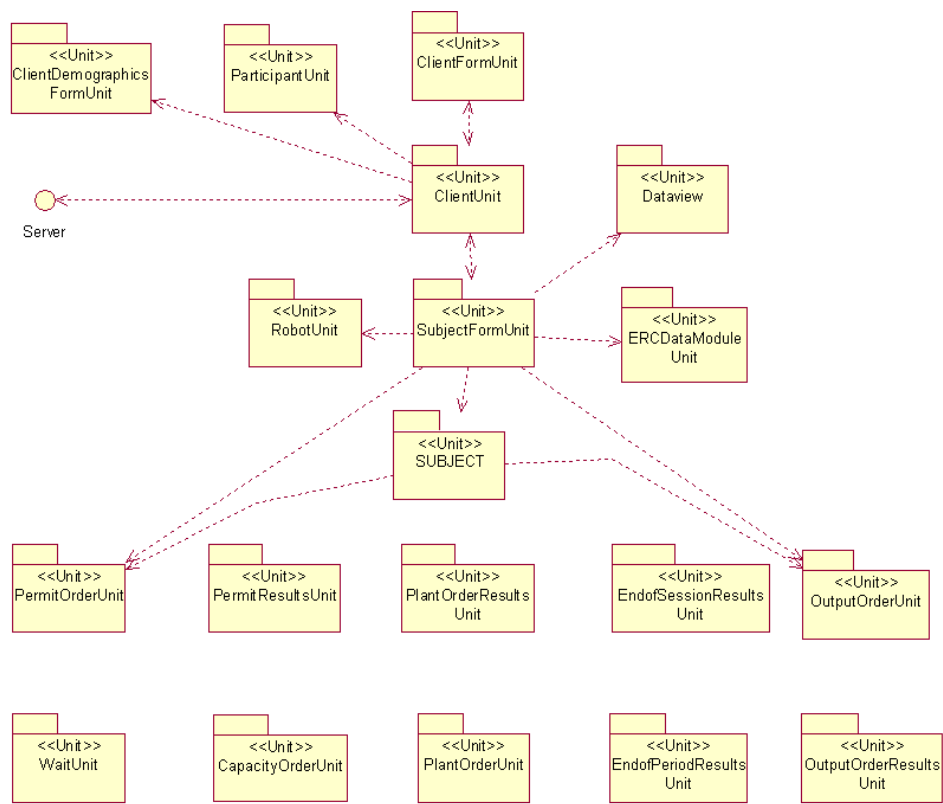 <<Unit>>
ClientDemographics
FormUnit
<<Unit>>
ParticipantUnit
<<Unit>>
ClientFormUnit
<<Unit>>
ClientUnit
<<Unit>>
Dataview
Server
<<Unit>>
RobotUnit
<<Unit>>
SubjectFormUnit
<<Unit>>
ERCDataModule
Unit
<<Unit>>
SUBJECT
<<Unit>>
PermitOrderUnit
<<Unit>>
PermitResultsUnit
<<Unit>>
PlantOrderResults
Unit
<<Unit>>
EndofSessionResults
Unit
<<Unit>>
OutputOrderUnit
<<Unit>>
WaitUnit
<<Unit>>
CapacityOrderUnit
<<Unit>>
PlantOrderUnit
<<Unit>>
EndofPeriodResults
Unit
<<Unit>>
OutputOrderResults
Unit